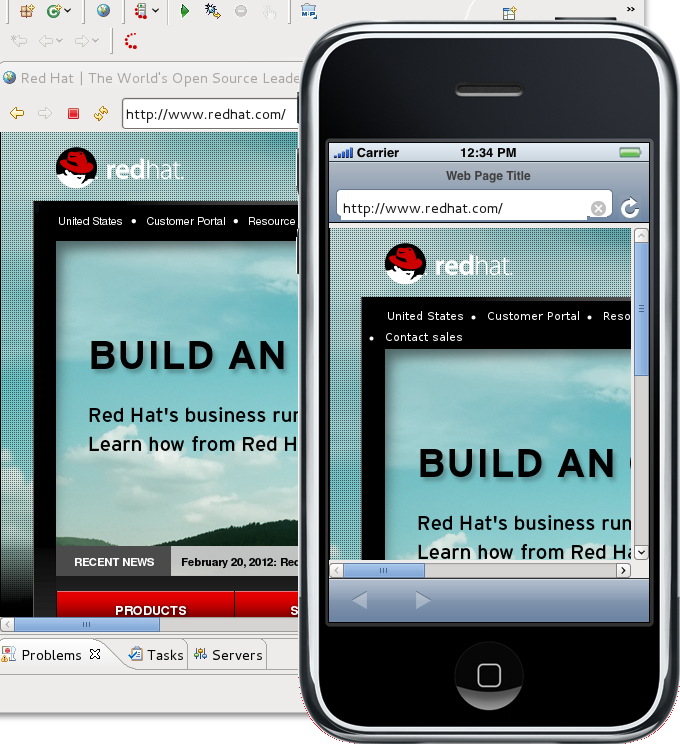 Red Hat | The World's Open Source Leade
http://www.redhat.com/
redhat.
United States • Customer Portal • Resource
BUILD AN
Red Hat's business run
Learn how from Red H
RECENT NEWS February 20, 2012: Red
PRODUCTS S
Problems Tasks Servers
Carrier 12:34 PM
Web Page Title
http://www.redhat.com/
redhat.
United States • Customer Portal • Reso
• Contact sales
BUILD AN
Red Hat's business run
Learn how from Red Ha